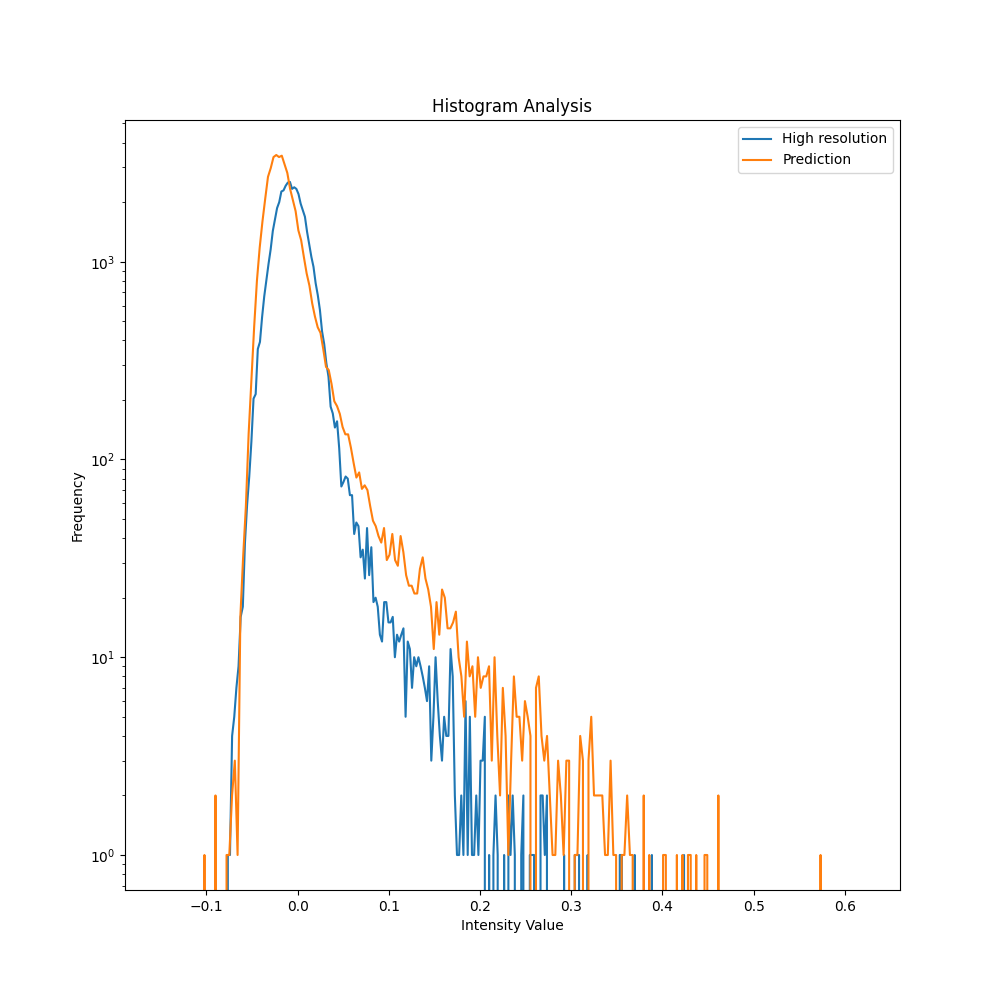 Histogram Analysis
High resolution
Prediction
Frequency
10³
10²
10¹
10⁰
−0.1 0.0 0.1 0.2 0.3 0.4 0.5 0.6
Intensity Value